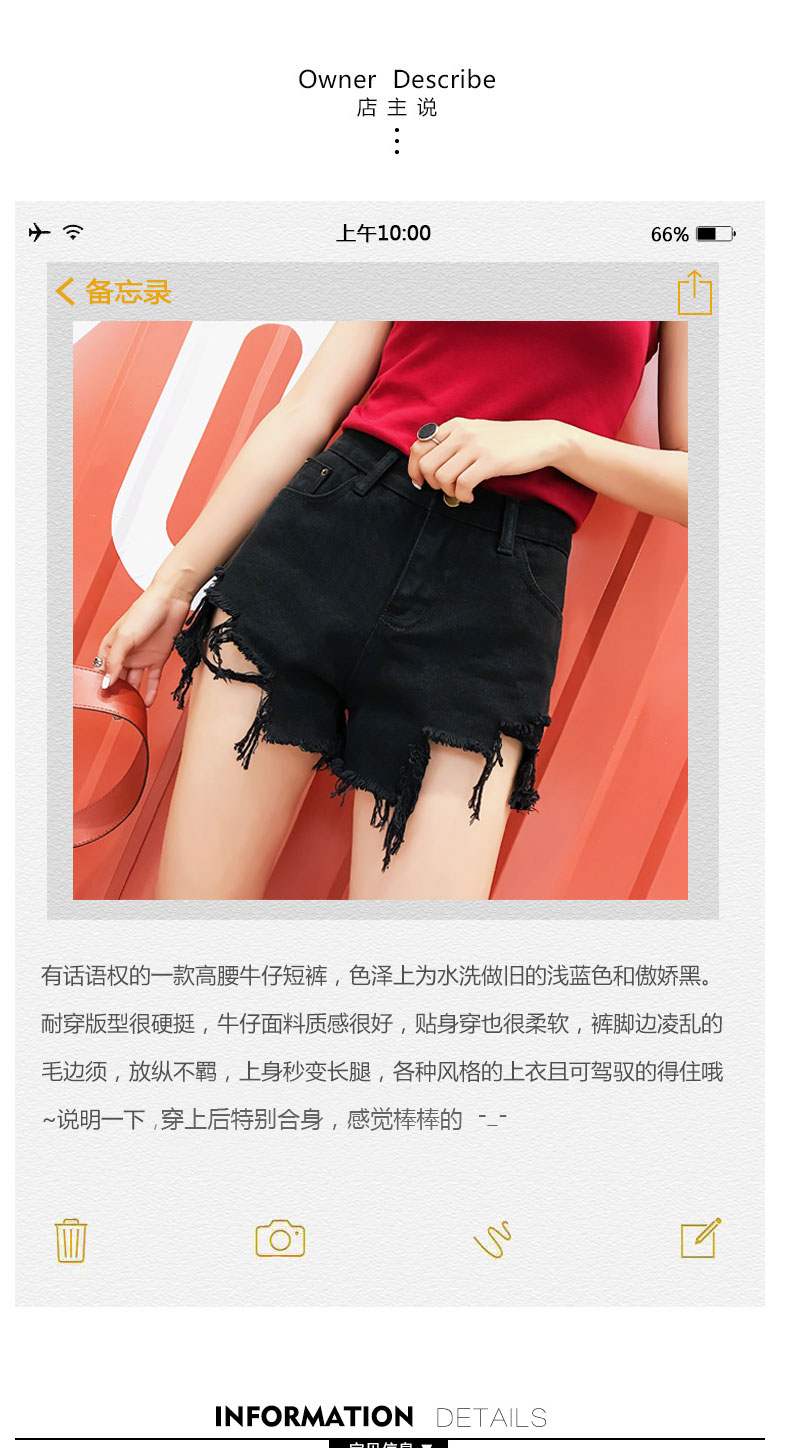 Owner Describe
店主说
上午10:00
66%
备忘录
有话语权的一款高腰牛仔短裤，色泽上为水洗做旧的浅蓝色和傲娇黑。
耐穿版型很硬挺，牛仔面料质感很好，贴身穿也很柔软，裤脚边凌乱的
毛边须，放纵不羁，上身秒变长腿，各种风格的上衣且可驾驭的得住哦
~说明一下,穿上后特别合身，感觉棒棒的 -_-
INFORMATION DETAILS